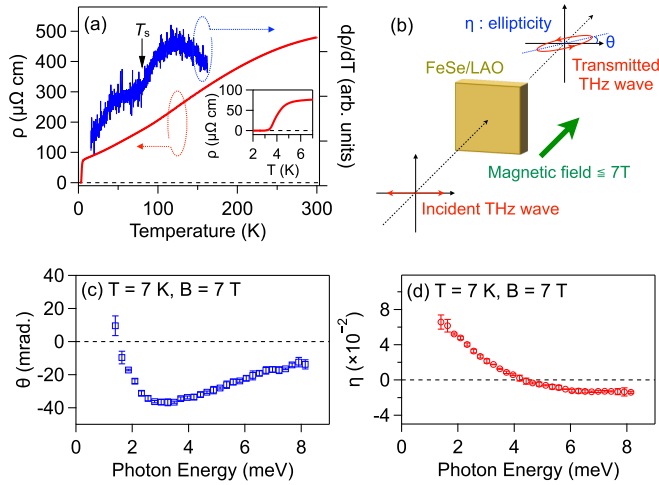 (a)
Ts
ρ (μΩ cm)
500
400
300
200
100
0
0
100
200
300
Temperature (K)
dρ/dT (arb. units)
ρ (μΩ cm)
100
50
0
2
4
6
T (K)
(b)
η : ellipticity
θ
FeSe/LAO
Transmitted
THz wave
Magnetic field ≦ 7T
Incident THz wave
(c) T = 7 K, B = 7 T
θ (mrad.)
40
20
0
-20
-40
0
2
4
6
8
Photon Energy (meV)
(d) T = 7 K, B = 7 T
η (×10⁻²)
8
4
0
-4
0
2
4
6
8
Photon Energy (meV)